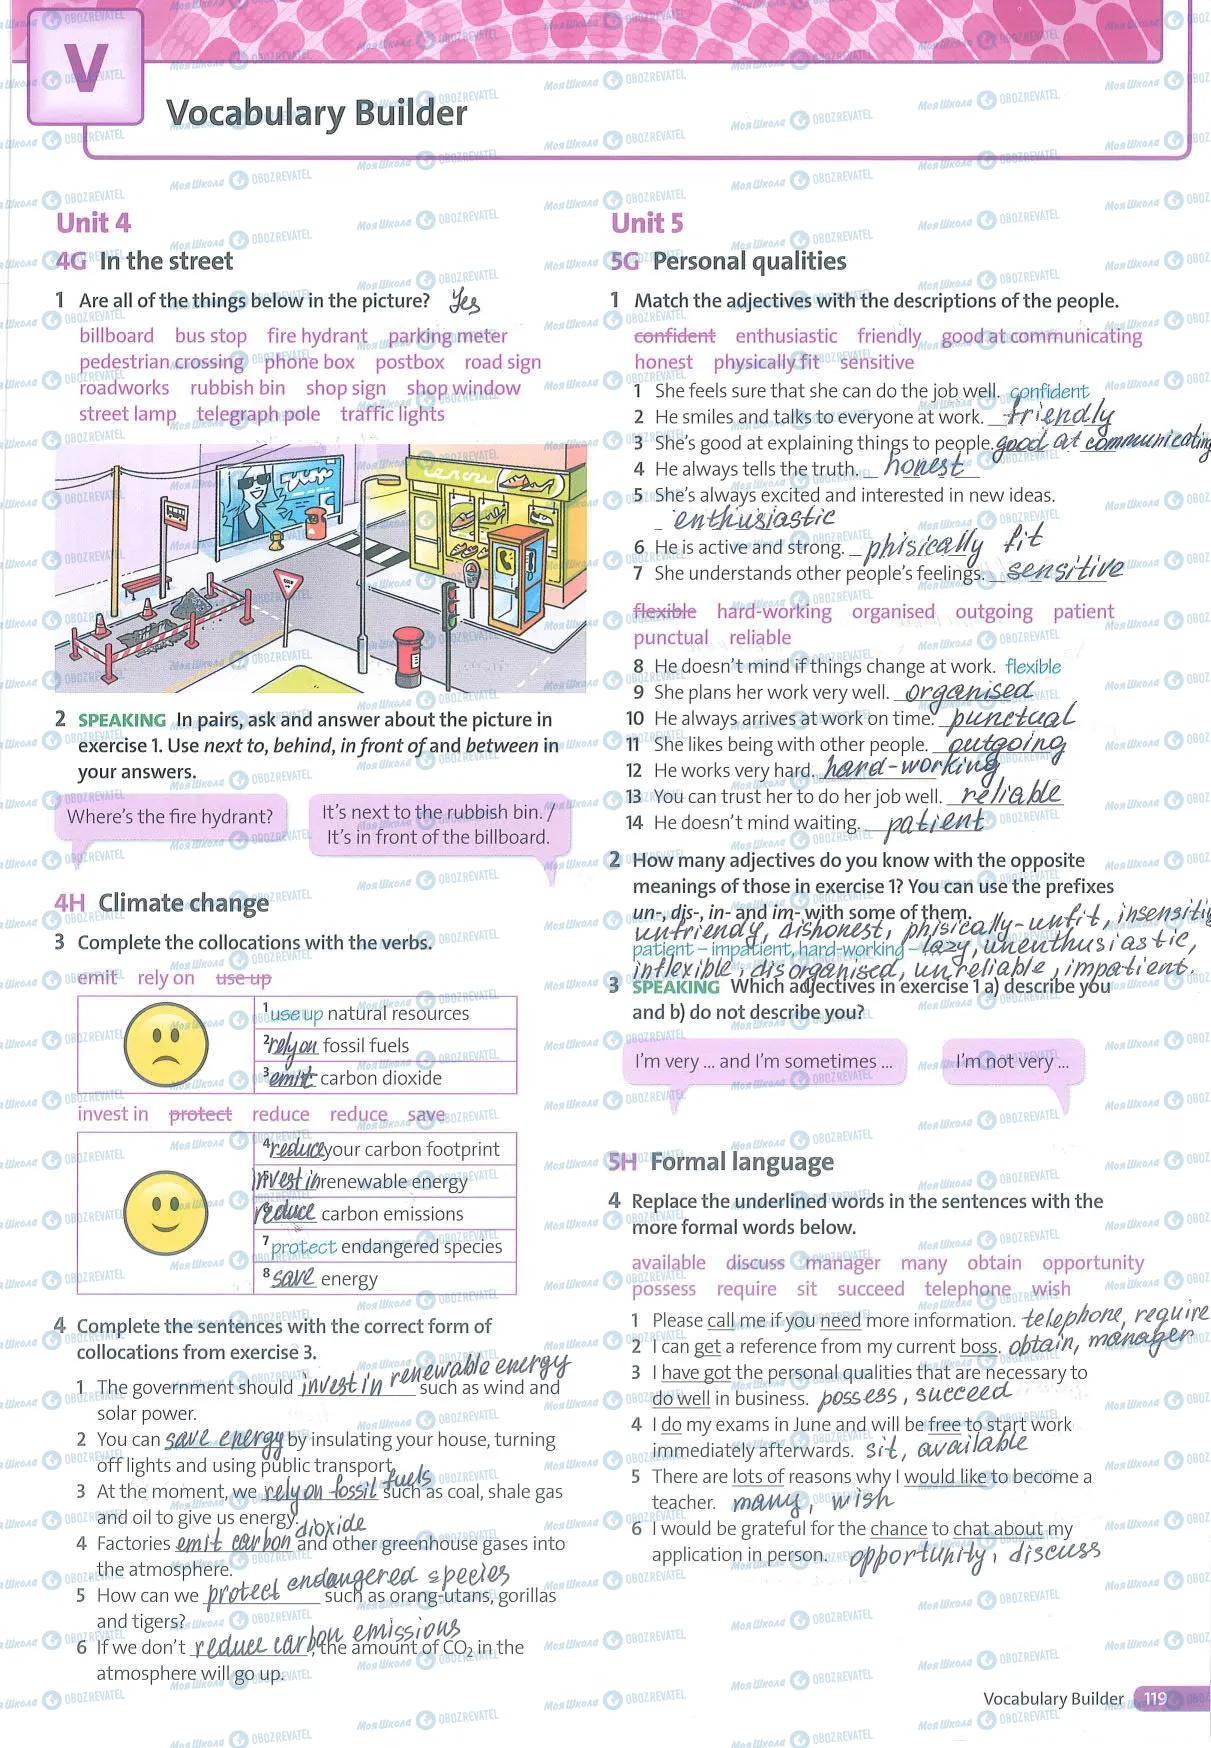 V
Vocabulary Builder
Unit 4
4G In the street
1 Are all of the things below in the picture? Yes
billboard bus stop fire hydrant parking meter
pedestrian crossing phone box postbox road sign
roadworks rubbish bin shop sign shop window
street lamp telegraph pole traffic lights
2 SPEAKING In pairs, ask and answer about the picture in
exercise 1. Use next to, behind, in front of and between in
your answers.
Where's the fire hydrant?
It's next to the rubbish bin. /
It's in front of the billboard.
4H Climate change
3 Complete the collocations with the verbs.
emit rely on use up
1 use up natural resources
2 rely on fossil fuels
3 emit carbon dioxide
invest in protect reduce reduce save
4 reduce your carbon footprint
invest in renewable energy
reduce carbon emissions
7 protect endangered species
8 save energy
4 Complete the sentences with the correct form of
collocations from exercise 3.
1 The government should invest in renewable energy such as wind and
solar power.
2 You can save energy by insulating your house, turning
off lights and using public transport.
3 At the moment, we rely on fossil fuels such as coal, shale gas
and oil to give us energy.
4 Factories emit carbon dioxide and other greenhouse gases into
the atmosphere.
5 How can we protect endangered species such as orang-utans, gorillas
and tigers?
6 If we don't reduce carbon emissions, the amount of CO2 in the
atmosphere will go up.
Unit 5
5G Personal qualities
1 Match the adjectives with the descriptions of the people.
confident enthusiastic friendly good at communicating
honest physically fit sensitive
1 She feels sure that she can do the job well. confident
2 He smiles and talks to everyone at work. friendly
3 She's good at explaining things to people. good at communicating
4 He always tells the truth. honest
5 She's always excited and interested in new ideas.
enthusiastic
6 He is active and strong. phisically fit
7 She understands other people's feelings. sensitive
flexible hard-working organised outgoing patient
punctual reliable
8 He doesn't mind if things change at work. flexible
9 She plans her work very well. organised
10 He always arrives at work on time. punctual
11 She likes being with other people. outgoing
12 He works very hard. hard-working
13 You can trust her to do her job well. reliable
14 He doesn't mind waiting. patient
2 How many adjectives do you know with the opposite
meanings of those in exercise 1? You can use the prefixes
un-, dis-, in- and im- with some of them.
unfriendy, dishonest, phisically-unfit, insensitiv
patient – impatient, hard-working – lazy, unenthusiastic,
inflexible, disorganised, unreliable, impatient.
3 SPEAKING Which adjectives in exercise 1 a) describe you
and b) do not describe you?
I'm very ... and I'm sometimes ...
I'm not very ...
5H Formal language
4 Replace the underlined words in the sentences with the
more formal words below.
available discuss manager many obtain opportunity
possess require sit succeed telephone wish
1 Please call me if you need more information. telephone, require
2 I can get a reference from my current boss. obtain, manager
3 I have got the personal qualities that are necessary to
do well in business. possess, succeed
4 I do my exams in June and will be free to start work
immediately afterwards. sit, available
5 There are lots of reasons why I would like to become a
teacher. many, wish
6 I would be grateful for the chance to chat about my
application in person. opportunity, discuss
Vocabulary Builder 119
Моя Школа OBOZREVATEL